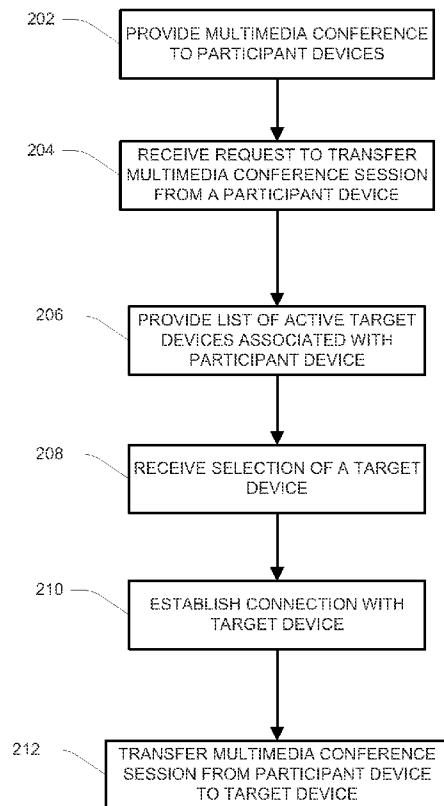 202
PROVIDE MULTIMEDIA CONFERENCE
TO PARTICIPANT DEVICES
204
RECEIVE REQUEST TO TRANSFER
MULTIMEDIA CONFERENCE SESSION
FROM A PARTICIPANT DEVICE
206
PROVIDE LIST OF ACTIVE TARGET
DEVICES ASSOCIATED WITH
PARTICIPANT DEVICE
208
RECEIVE SELECTION OF A TARGET
DEVICE
210
ESTABLISH CONNECTION WITH
TARGET DEVICE
212
TRANSFER MULTIMEDIA CONFERENCE
SESSION FROM PARTICIPANT DEVICE
TO TARGET DEVICE